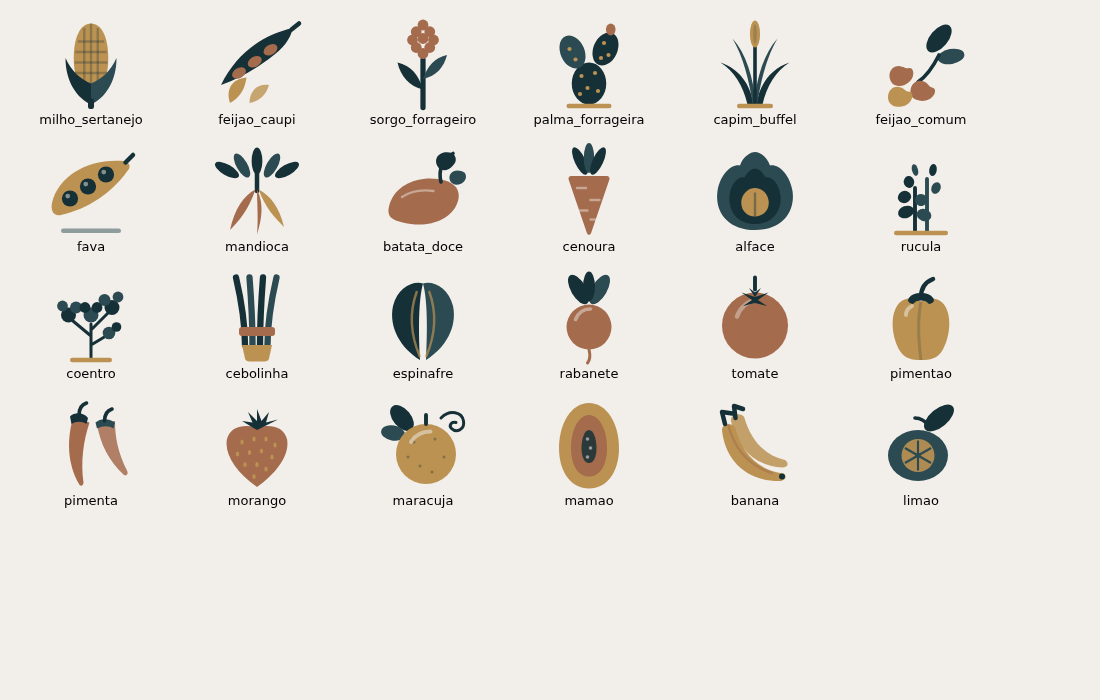 milho_sertanejo
feijao_caupi
sorgo_forrageiro
palma_forrageira
capim_buffel
feijao_comum
fava
mandioca
batata_doce
cenoura
alface
rucula
coentro
cebolinha
espinafre
rabanete
tomate
pimentao
pimenta
morango
maracuja
mamao
banana
limao